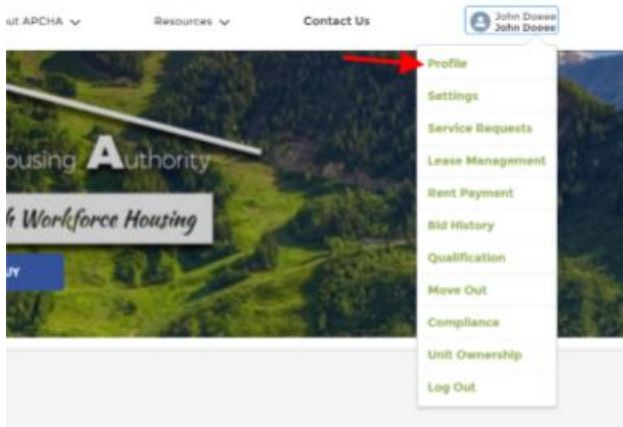 ut APCHA
Resources
Contact Us
John Doeee
John Doeee
Profile
Settings
Service Requests
Lease Management
Rent Payment
Bid History
Qualification
Move Out
Compliance
Unit Ownership
Log Out
ousing Authority
Workforce Housing
UY